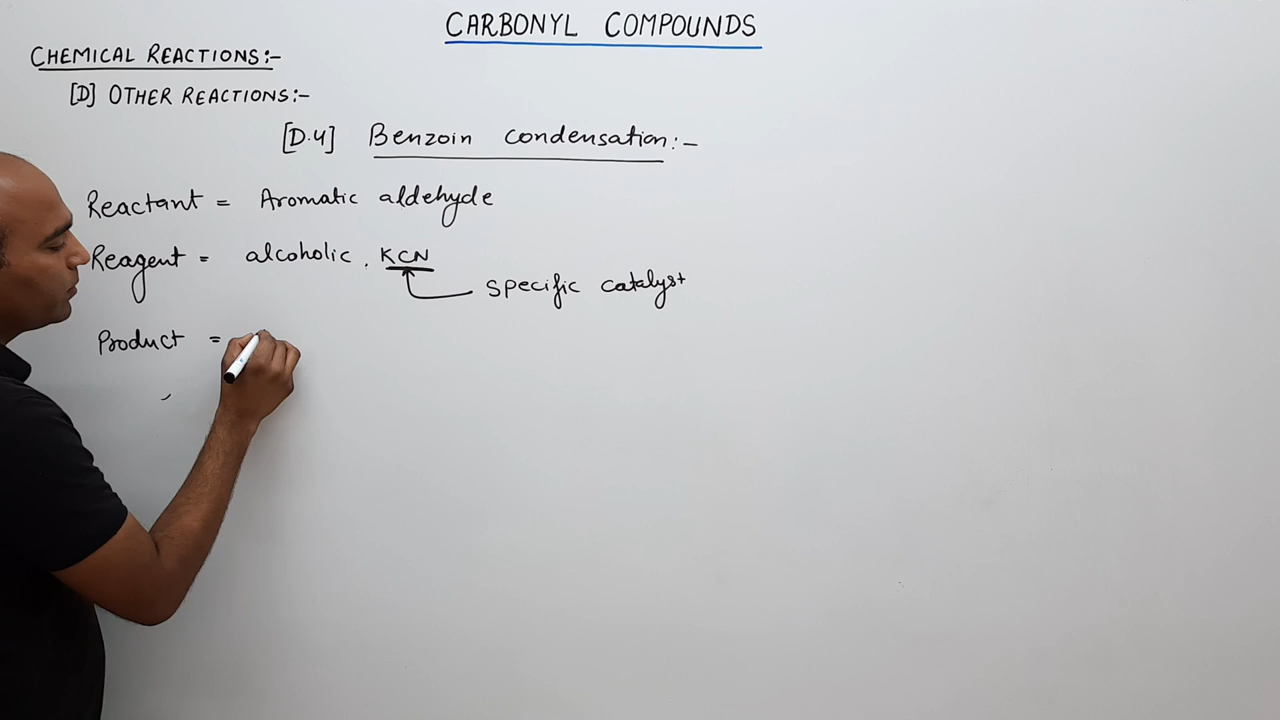 CARBONYL COMPOUNDS
CHEMICAL REACTIONS:-
[D] OTHER REACTIONS:-
[D.4] Benzoin condensation:-
Reactant = Aromatic aldehyde
Reagent = alcoholic . KCN
specific catalyst
Product =